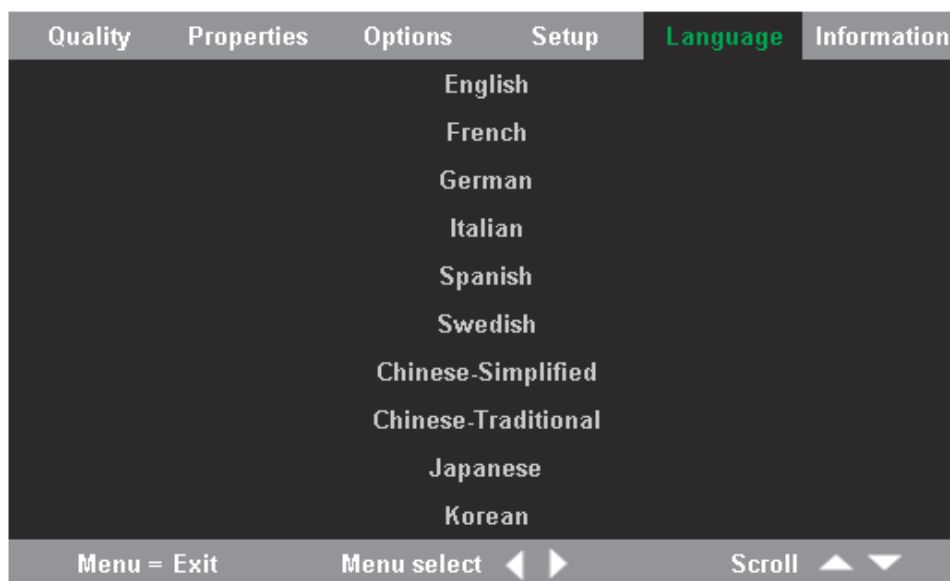 Quality Properties Options Setup Language Information
English
French
German
Italian
Spanish
Swedish
Chinese-Simplified
Chinese-Traditional
Japanese
Korean
Menu = Exit Menu select Scroll